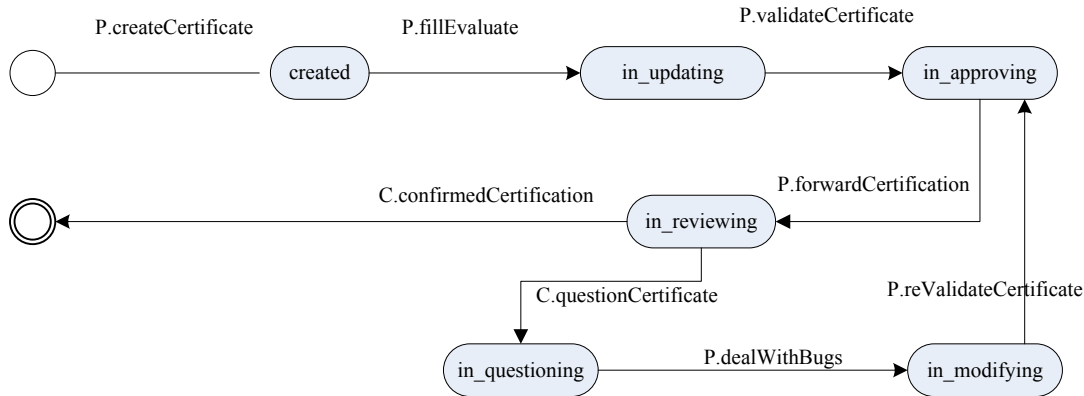 P.createCertificate
P.fillEvaluate
P.validateCertificate
created
in_updating
in_approving
C.confirmedCertification
P.forwardCertification
in_reviewing
C.questionCertificate
P.reValidateCertificate
in_questioning
P.dealWithBugs
in_modifying